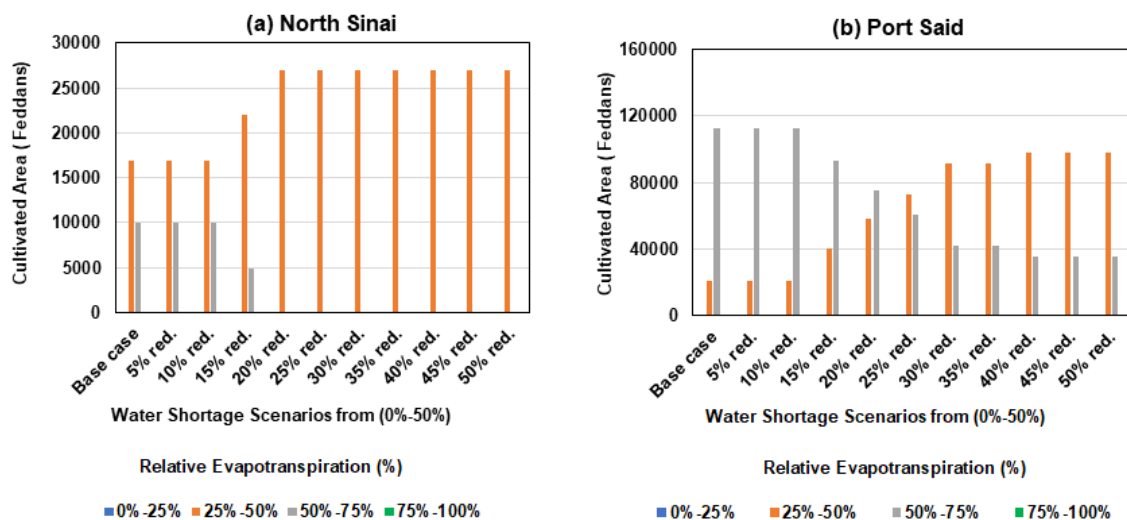 (a) North Sinai
Cultivated Area ( Feddans)
30000
25000
20000
15000
10000
5000
0
Base case
5% red.
10% red.
15% red.
20% red.
25% red.
30% red.
35% red.
40% red.
45% red.
50% red.
Water Shortage Scenarios from (0%-50%)
Relative Evapotranspiration (%)
0%-25% 25%-50% 50%-75% 75%-100%
(b) Port Said
Cultivated Area ( Feddans)
160000
120000
80000
40000
0
Base case
5% red.
10% red.
15% red.
20% red.
25% red.
30% red.
35% red.
40% red.
45% red.
50% red.
Water Shortage Scenarios from (0%-50%)
Relative Evapotranspiration (%)
0%-25% 25%-50% 50%-75% 75%-100%